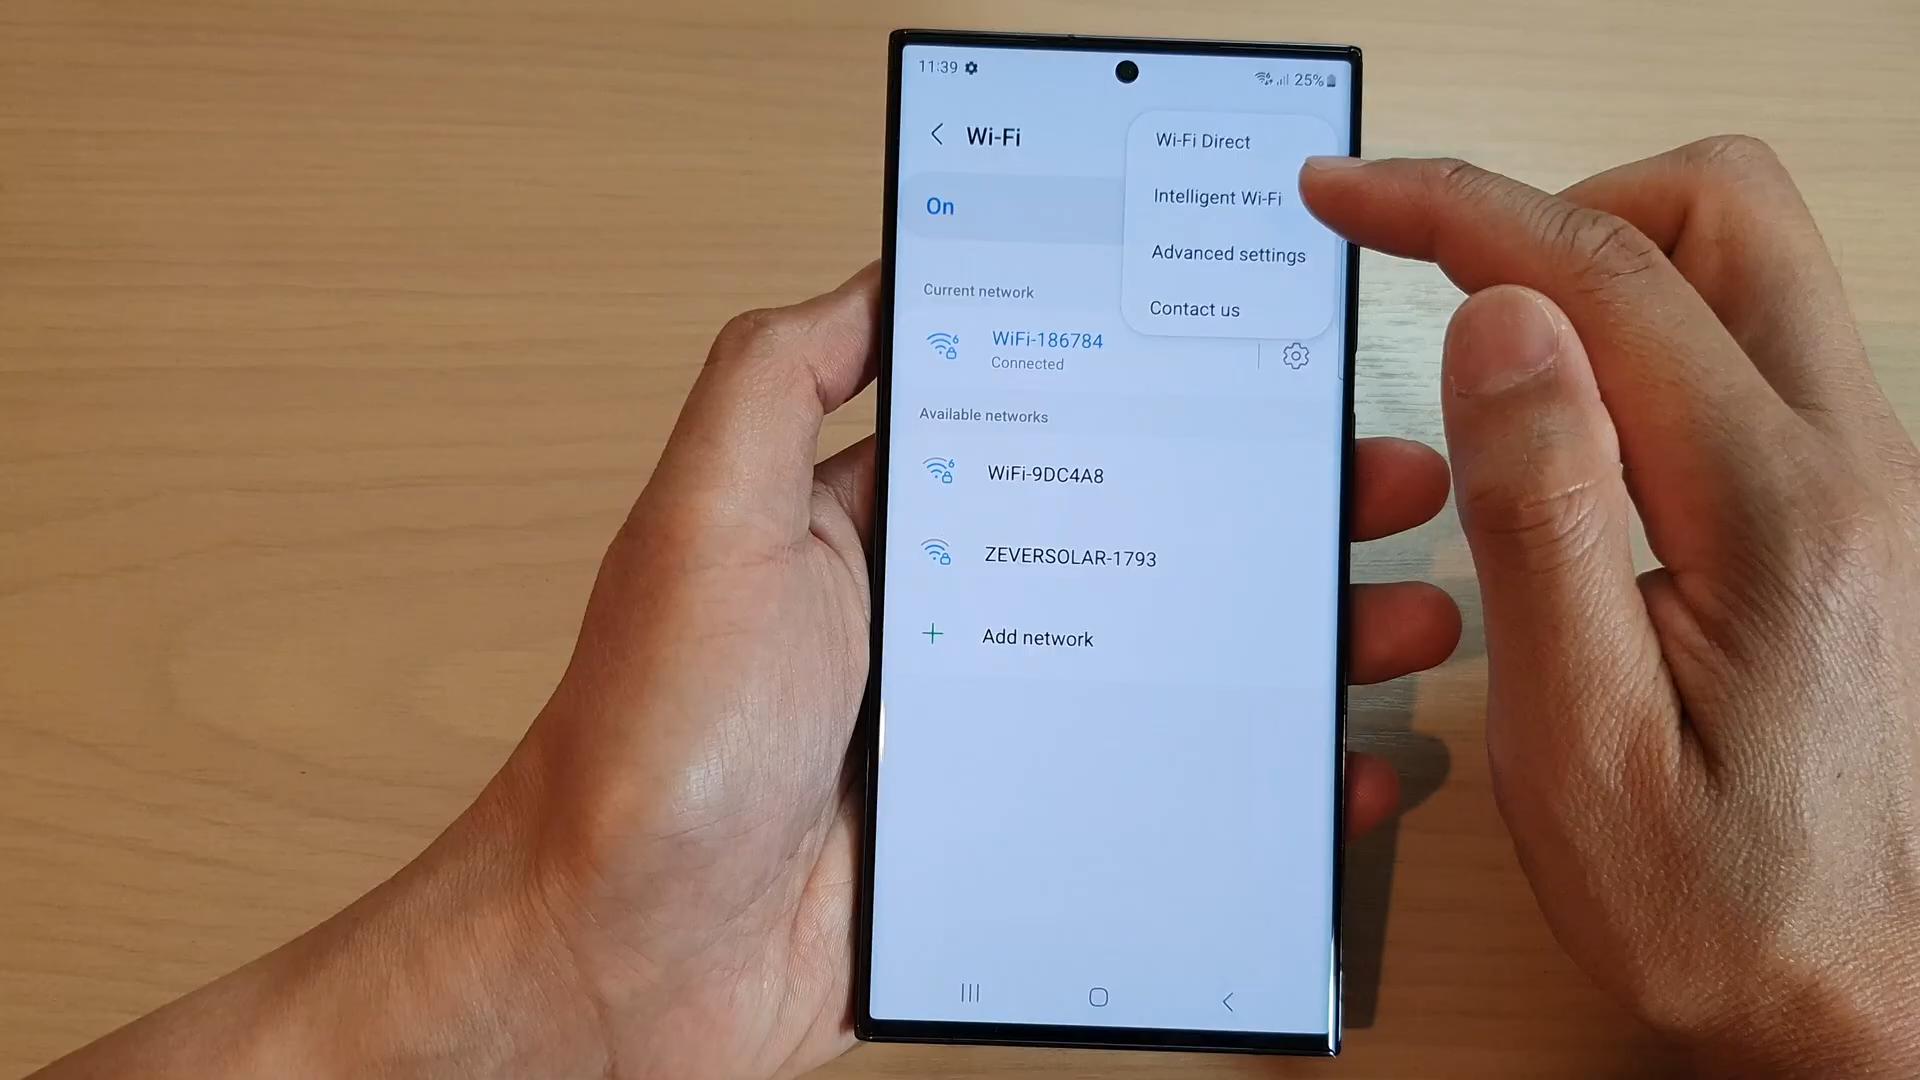 11:39
25%
Wi-Fi
Wi-Fi Direct
Intelligent Wi-Fi
Advanced settings
Contact us
On
Current network
WiFi-186784
Connected
Available networks
WiFi-9DC4A8
ZEVERSOLAR-1793
Add network